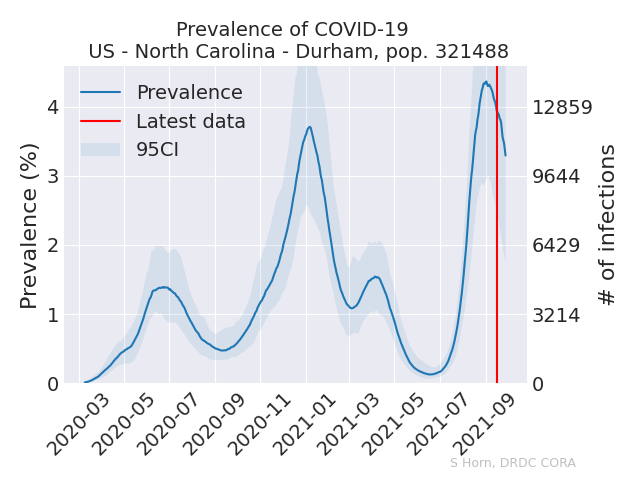 Prevalence of COVID-19
US - North Carolina - Durham, pop. 321488
Prevalence
Latest data
95CI
Prevalence (%)
4
3
2
1
0
12859
9644
6429
3214
0
# of infections
2020-03
2020-05
2020-07
2020-09
2020-11
2021-01
2021-03
2021-05
2021-07
2021-09
S Horn, DRDC CORA